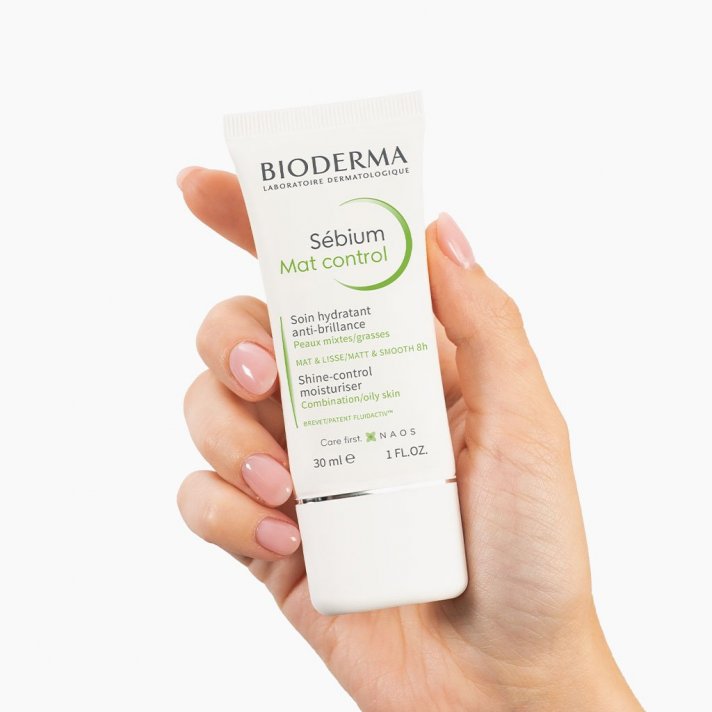 BIODERMA
LABORATOIRE DERMATOLOGIQUE
Sébium
Mat control
Soin hydratant
anti-brillance
Peaux mixtes/grasses
MAT & LISSE/MATT & SMOOTH 8h
Shine-control
moisturiser
Combination/oily skin
BREVET/PATENT FLUIDACTIV™
Care first. NAOS
30 ml ℮ 1 FL.OZ.